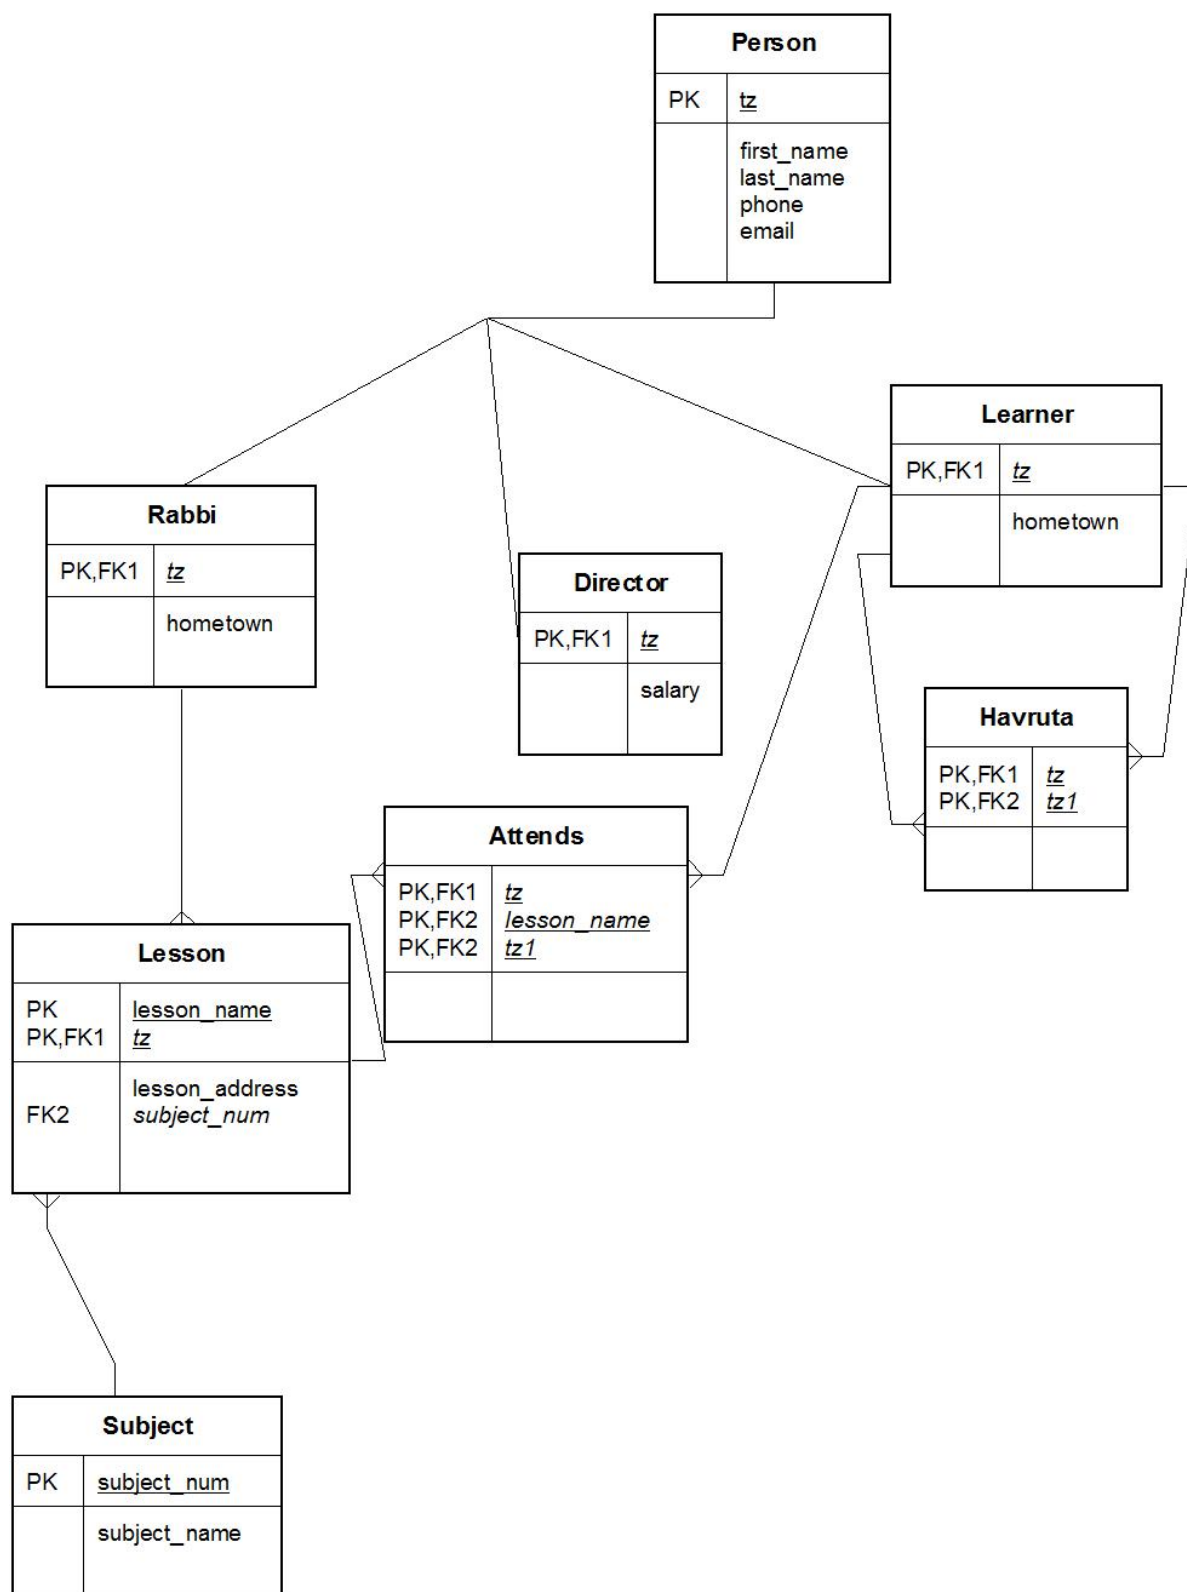 Person
PK tz
first_name
last_name
phone
email
Learner
PK,FK1 tz
hometown
Rabbi
PK,FK1 tz
hometown
Director
PK,FK1 tz
salary
Havruta
PK,FK1 tz
PK,FK2 tz1
Attends
PK,FK1 tz
PK,FK2 lesson_name
PK,FK2 tz1
Lesson
PK lesson_name
PK,FK1 tz
lesson_address
FK2 subject_num
Subject
PK subject_num
subject_name